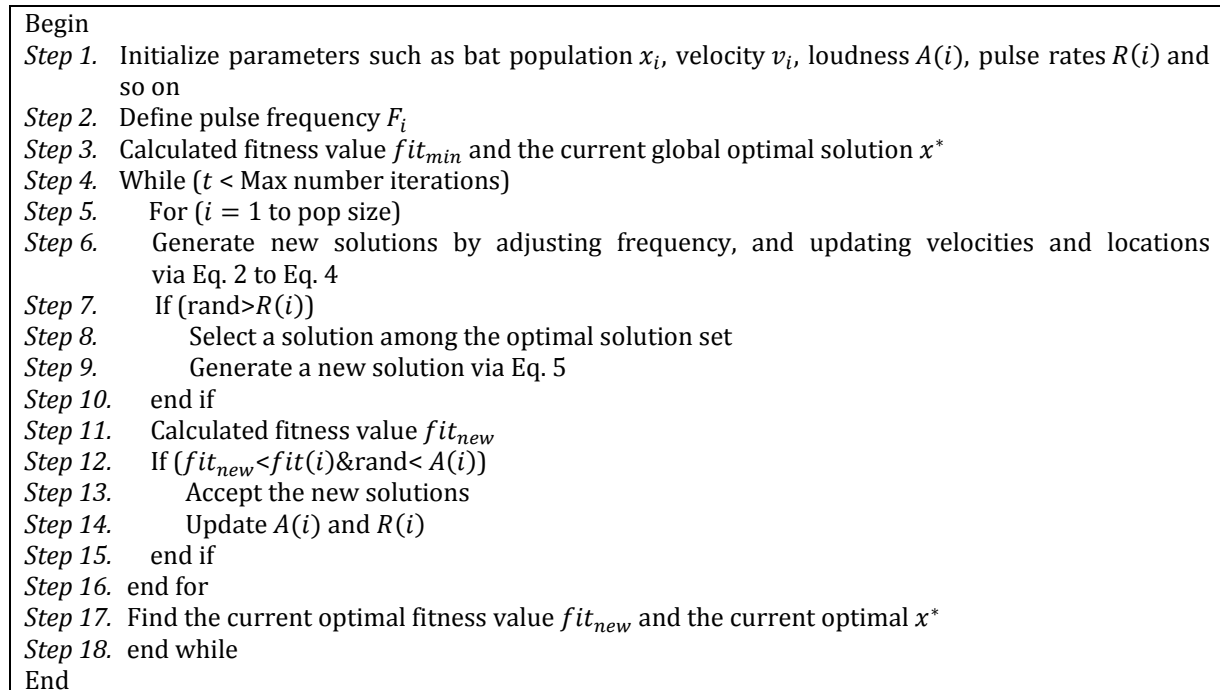 Begin
Step 1. Initialize parameters such as bat population x_i, velocity v_i, loudness A(i), pulse rates R(i) and
so on
Step 2. Define pulse frequency F_i
Step 3. Calculated fitness value fit_min and the current global optimal solution x*
Step 4. While (t < Max number iterations)
Step 5. For (i = 1 to pop size)
Step 6. Generate new solutions by adjusting frequency, and updating velocities and locations
via Eq. 2 to Eq. 4
Step 7. If (rand>R(i))
Step 8. Select a solution among the optimal solution set
Step 9. Generate a new solution via Eq. 5
Step 10. end if
Step 11. Calculated fitness value fit_new
Step 12. If (fit_new<fit(i)&rand< A(i))
Step 13. Accept the new solutions
Step 14. Update A(i) and R(i)
Step 15. end if
Step 16. end for
Step 17. Find the current optimal fitness value fit_new and the current optimal x*
Step 18. end while
End